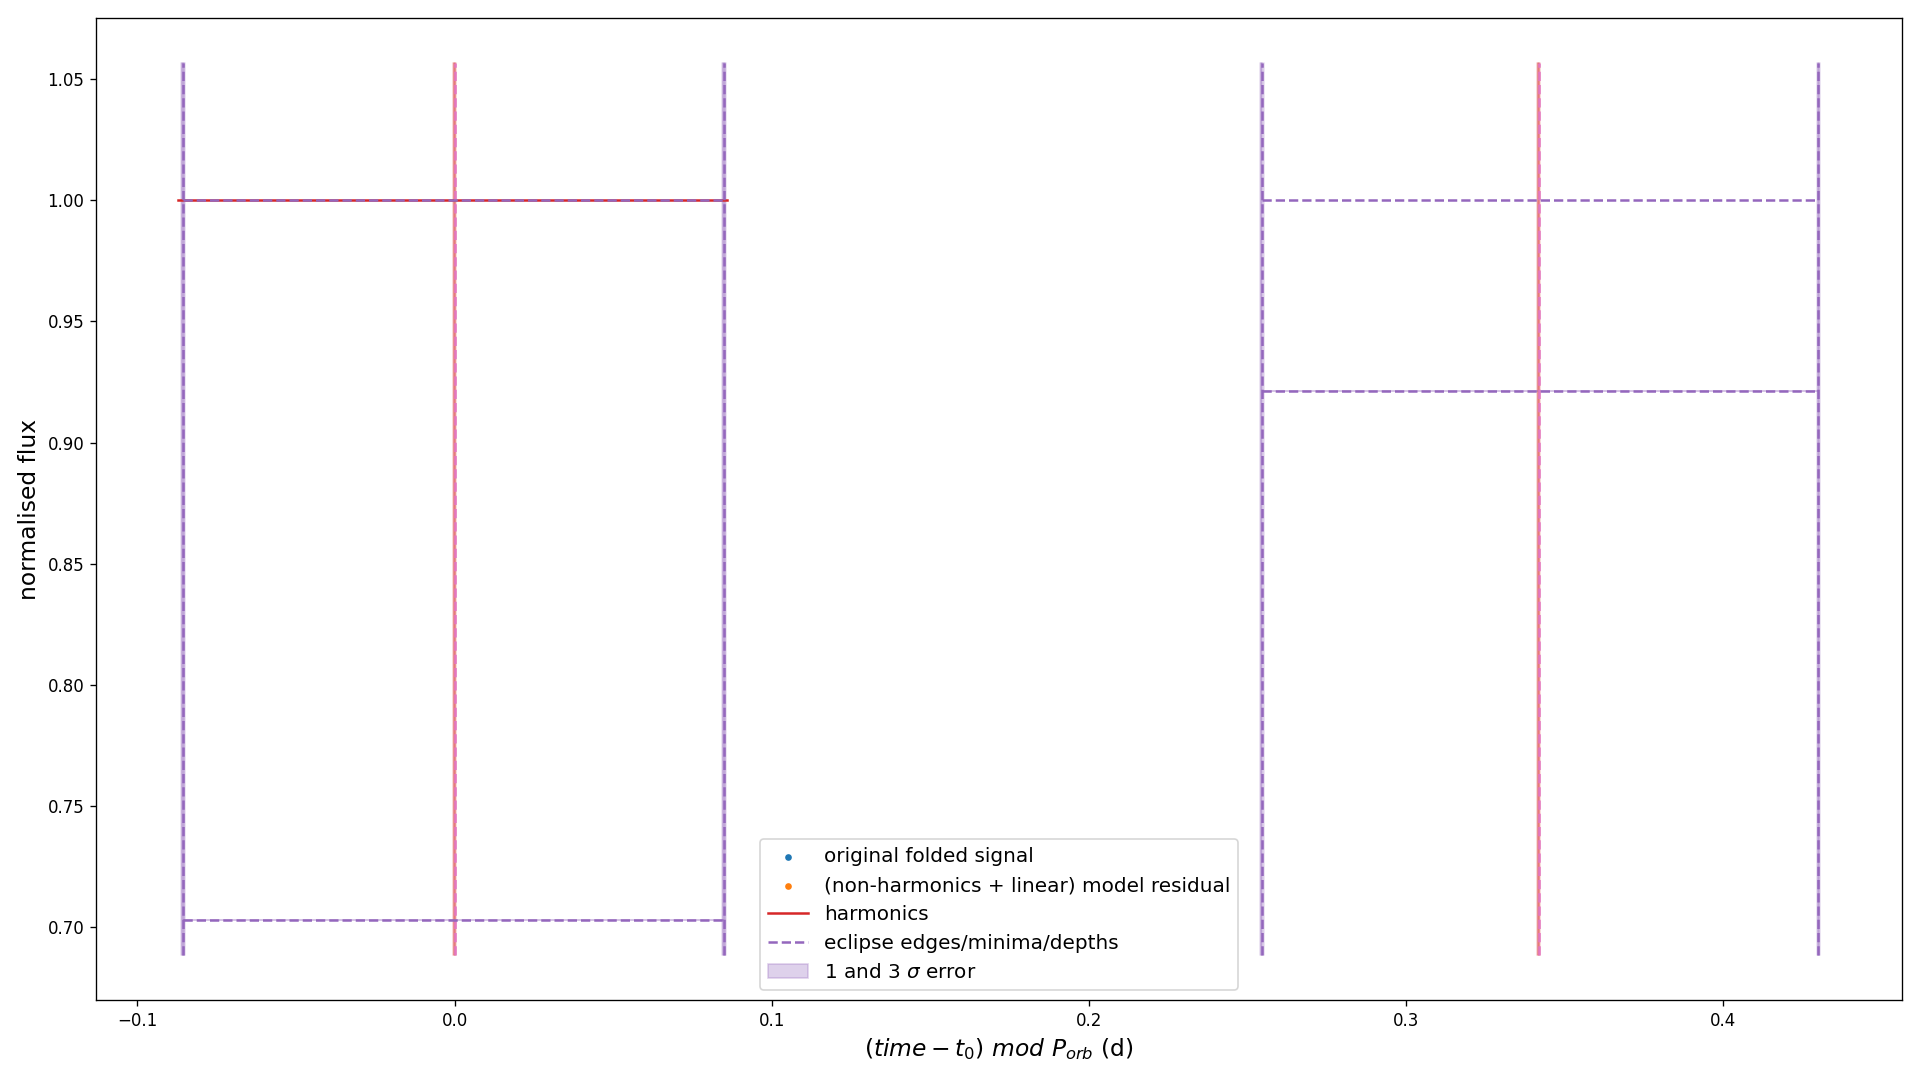 1.05
1.00
0.95
0.90
0.85
0.80
0.75
0.70
normalised flux
original folded signal
(non-harmonics + linear) model residual
harmonics
eclipse edges/minima/depths
1 and 3 σ error
−0.1 0.0 0.1 0.2 0.3 0.4
(time − t₀) mod P_orb (d)